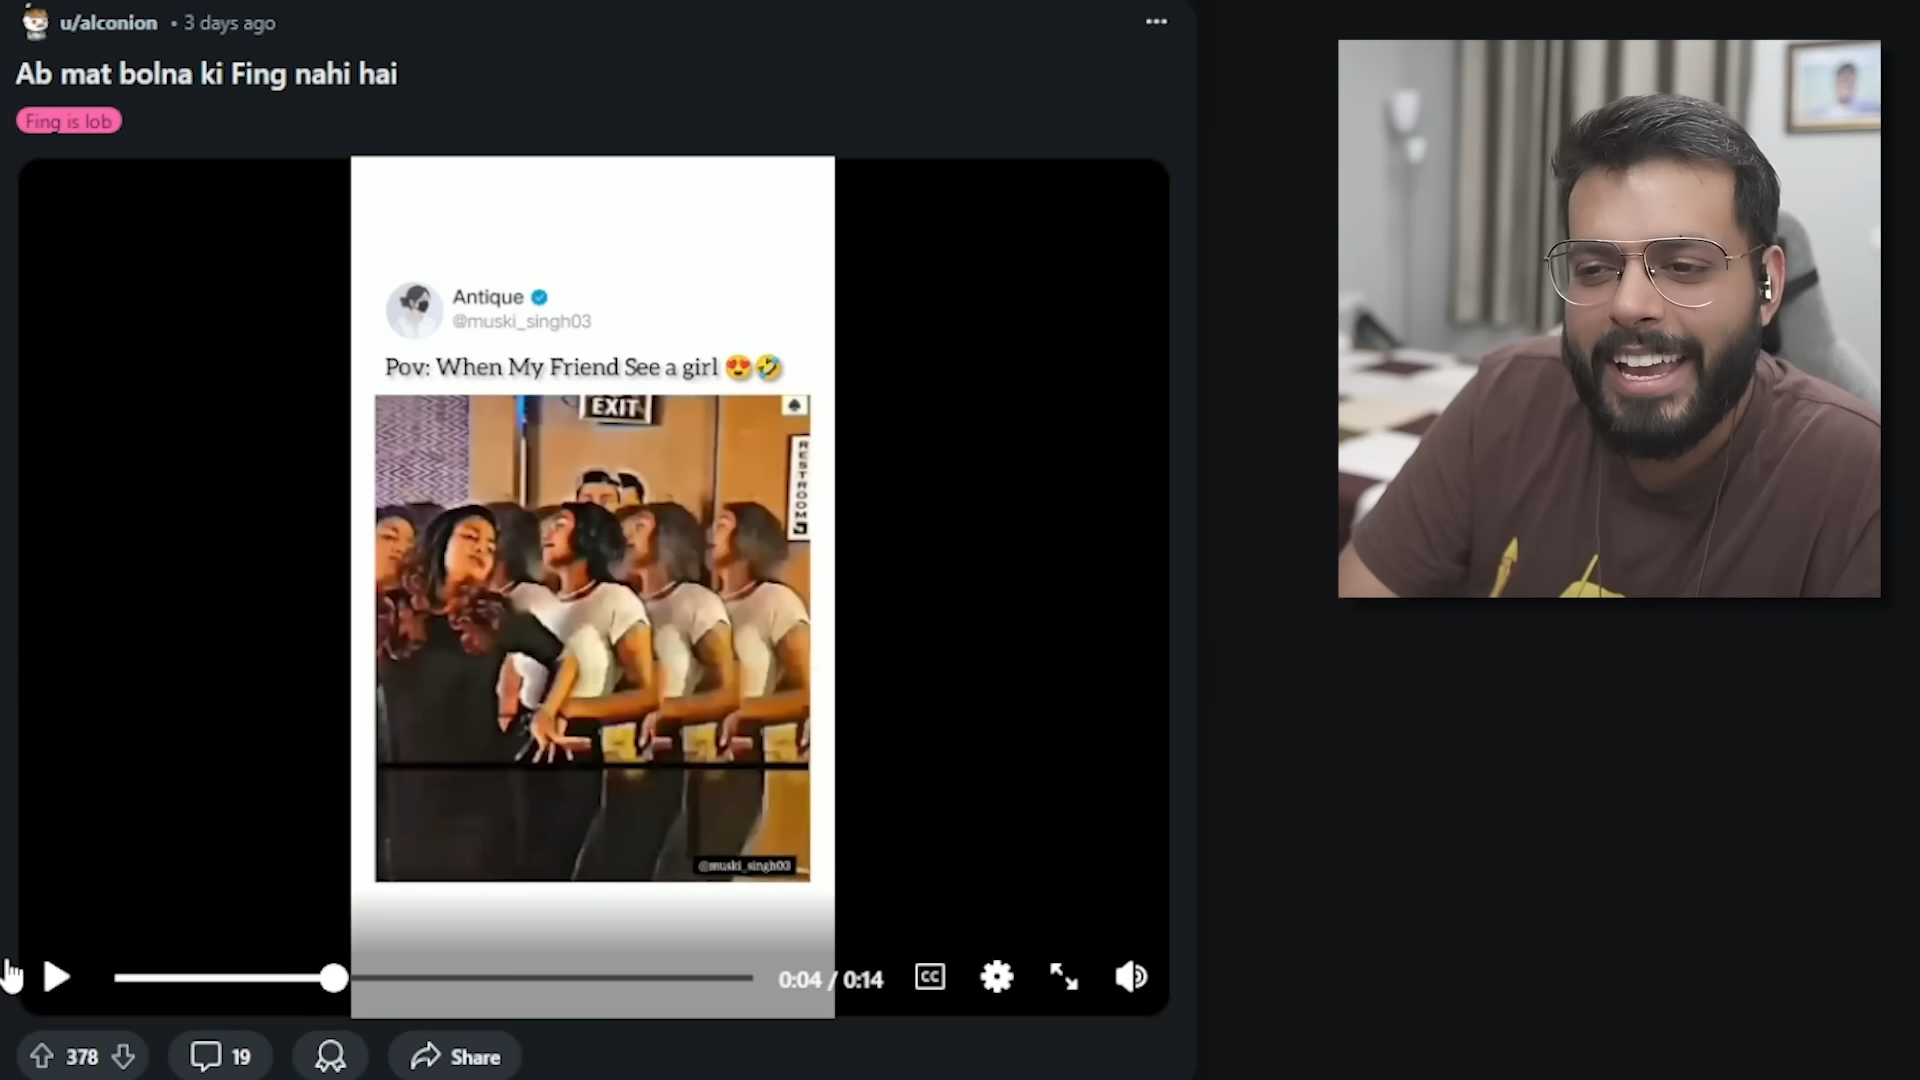 u/alconion • 3 days ago
Ab mat bolna ki Fing nahi hai
Fing is lob
Antique
@muski_singh03
Pov: When My Friend See a girl 😍🤣
EXIT
RESTROOMS
@muski_singh03
0:04 / 0:14
CC
378
19
Share